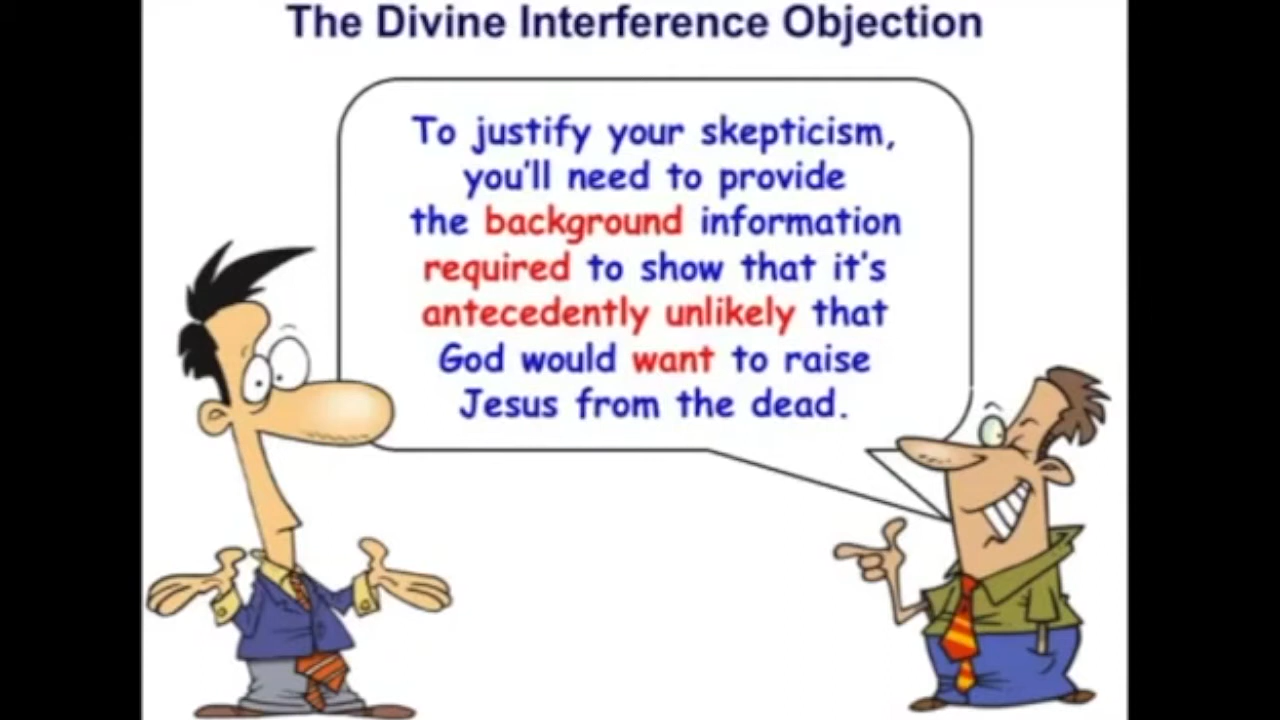 The Divine Interference Objection
To justify your skepticism,
you'll need to provide
the background information
required to show that it's
antecedently unlikely that
God would want to raise
Jesus from the dead.